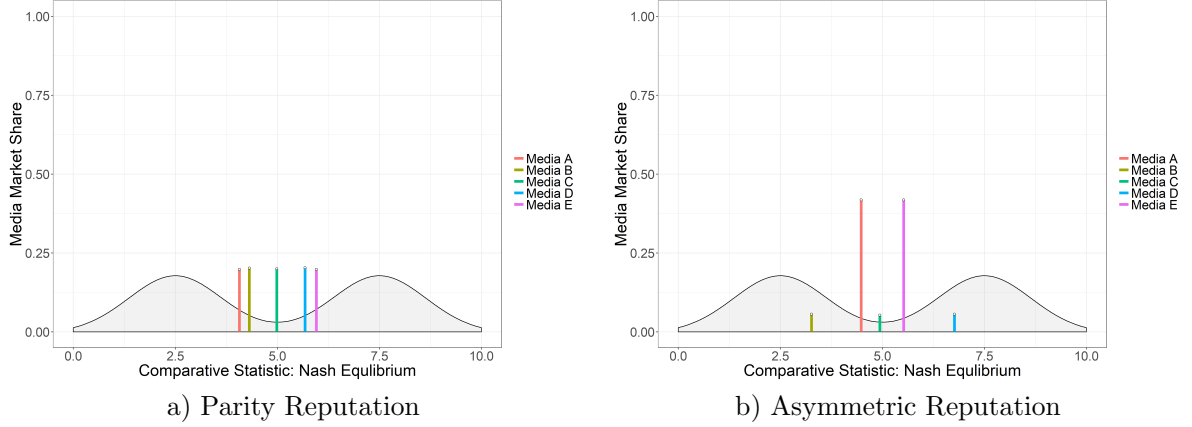 1.00
0.75
0.50
0.25
0.00
Media Market Share
0.0 2.5 5.0 7.5 10.0
Comparative Statistic: Nash Equlibrium
Media A
Media B
Media C
Media D
Media E
a) Parity Reputation
1.00
0.75
0.50
0.25
0.00
Media Market Share
0.0 2.5 5.0 7.5 10.0
Comparative Statistic: Nash Equlibrium
Media A
Media B
Media C
Media D
Media E
b) Asymmetric Reputation